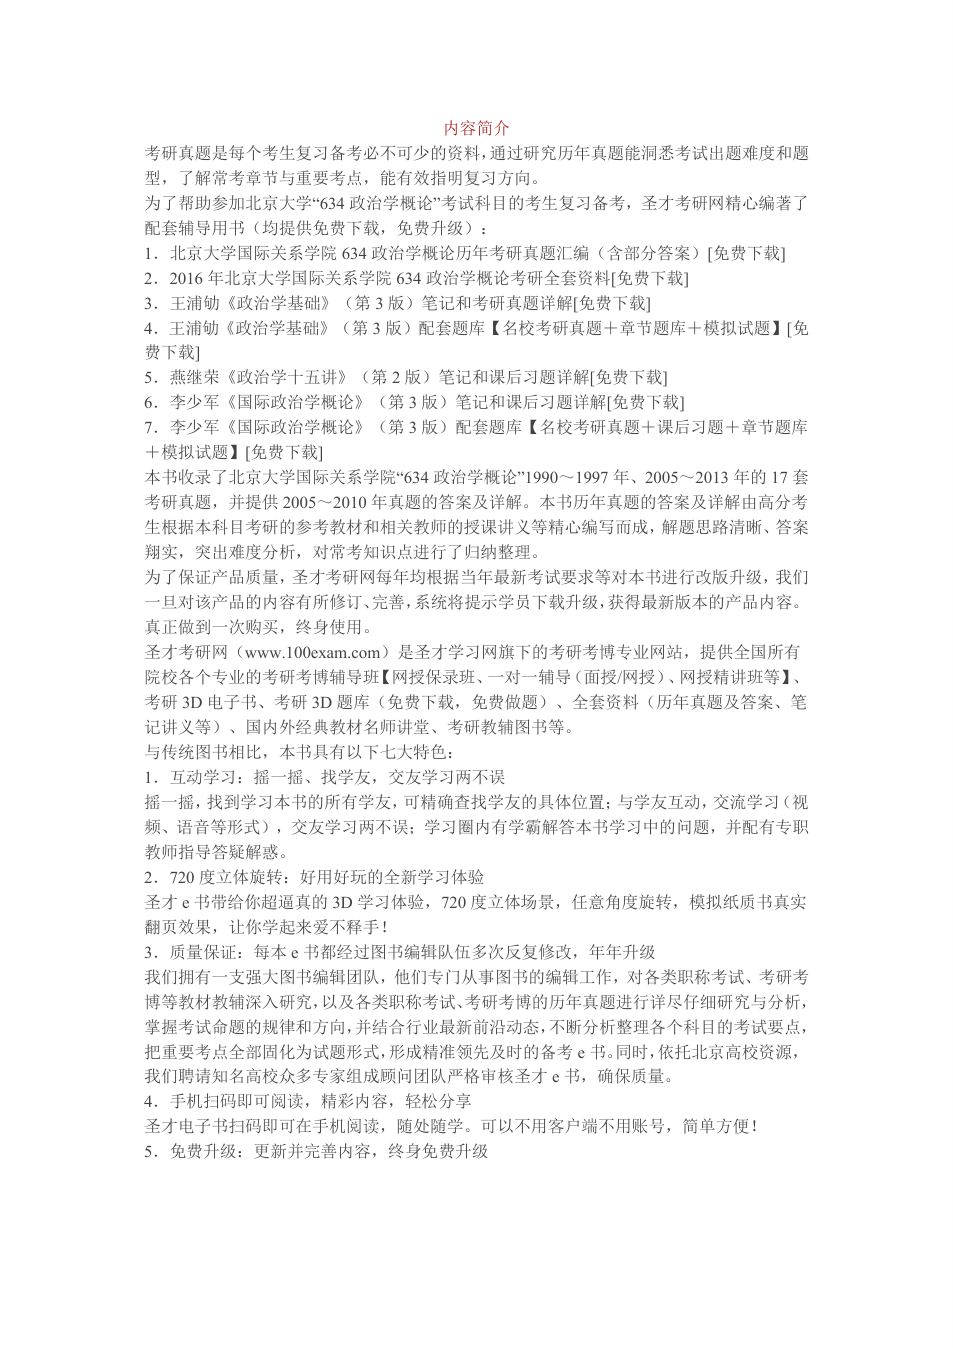 内容简介
考研真题是每个考生复习备考必不可少的资料，通过研究历年真题能洞悉考试出题难度和题
型，了解常考章节与重要考点，能有效指明复习方向。
为了帮助参加北京大学“634 政治学概论”考试科目的考生复习备考，圣才考研网精心编著了
配套辅导用书（均提供免费下载，免费升级）:
1．北京大学国际关系学院 634 政治学概论历年考研真题汇编（含部分答案）[免费下载]
2．2016 年北京大学国际关系学院 634 政治学概论考研全套资料[免费下载]
3．王浦劬《政治学基础》（第 3 版）笔记和考研真题详解[免费下载]
4．王浦劬《政治学基础》（第 3 版）配套题库【名校考研真题＋章节题库＋模拟试题】[免
费下载]
5．燕继荣《政治学十五讲》（第 2 版）笔记和课后习题详解[免费下载]
6．李少军《国际政治学概论》（第 3 版）笔记和课后习题详解[免费下载]
7．李少军《国际政治学概论》（第 3 版）配套题库【名校考研真题＋课后习题＋章节题库
＋模拟试题】[免费下载]
本书收录了北京大学国际关系学院“634 政治学概论”1990～1997 年、2005～2013 年的 17 套
考研真题，并提供 2005～2010 年真题的答案及详解。本书历年真题的答案及详解由高分考
生根据本科目考研的参考教材和相关教师的授课讲义等精心编写而成，解题思路清晰、答案
翔实，突出难度分析，对常考知识点进行了归纳整理。
为了保证产品质量，圣才考研网每年均根据当年最新考试要求等对本书进行改版升级，我们
一旦对该产品的内容有所修订、完善，系统将提示学员下载升级，获得最新版本的产品内容。
真正做到一次购买，终身使用。
圣才考研网（www.100exam.com）是圣才学习网旗下的考研考博专业网站，提供全国所有
院校各个专业的考研考博辅导班【网授保录班、一对一辅导（面授/网授）、网授精讲班等】、
考研 3D 电子书、考研 3D 题库（免费下载，免费做题）、全套资料（历年真题及答案、笔
记讲义等）、国内外经典教材名师讲堂、考研教辅图书等。
与传统图书相比，本书具有以下七大特色：
1．互动学习：摇一摇、找学友，交友学习两不误
摇一摇，找到学习本书的所有学友，可精确查找学友的具体位置；与学友互动，交流学习（视
频、语音等形式），交友学习两不误；学习圈内有学霸解答本书学习中的问题，并配有专职
教师指导答疑解惑。
2．720 度立体旋转：好用好玩的全新学习体验
圣才 e 书带给你超逼真的 3D 学习体验，720 度立体场景，任意角度旋转，模拟纸质书真实
翻页效果，让你学起来爱不释手！
3．质量保证：每本 e 书都经过图书编辑队伍多次反复修改，年年升级
我们拥有一支强大图书编辑团队，他们专门从事图书的编辑工作，对各类职称考试、考研考
博等教材教辅深入研究，以及各类职称考试、考研考博的历年真题进行详尽仔细研究与分析，
掌握考试命题的规律和方向，并结合行业最新前沿动态，不断分析整理各个科目的考试要点，
把重要考点全部固化为试题形式，形成精准领先及时的备考 e 书。同时，依托北京高校资源，
我们聘请知名高校众多专家组成顾问团队严格审核圣才 e 书，确保质量。
4．手机扫码即可阅读，精彩内容，轻松分享
圣才电子书扫码即可在手机阅读，随处随学。可以不用客户端不用账号，简单方便！
5．免费升级：更新并完善内容，终身免费升级